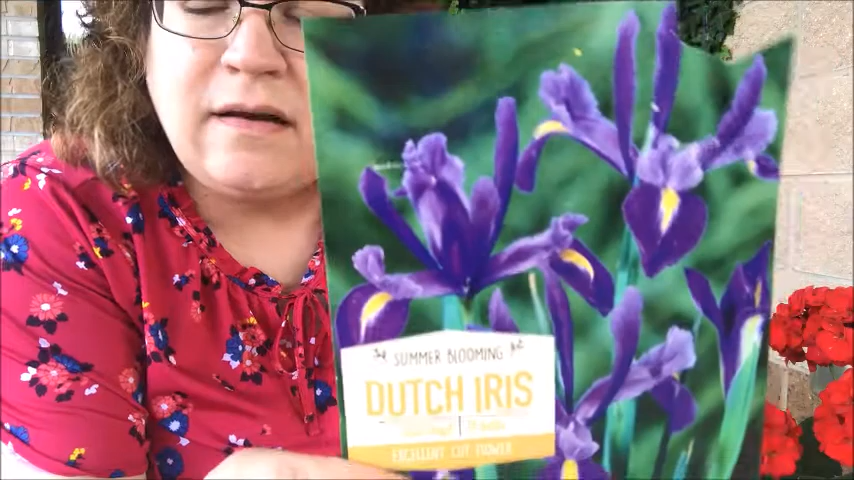 SUMMER BLOOMING
DUTCH IRIS
EXCELLENT CUT FLOWER